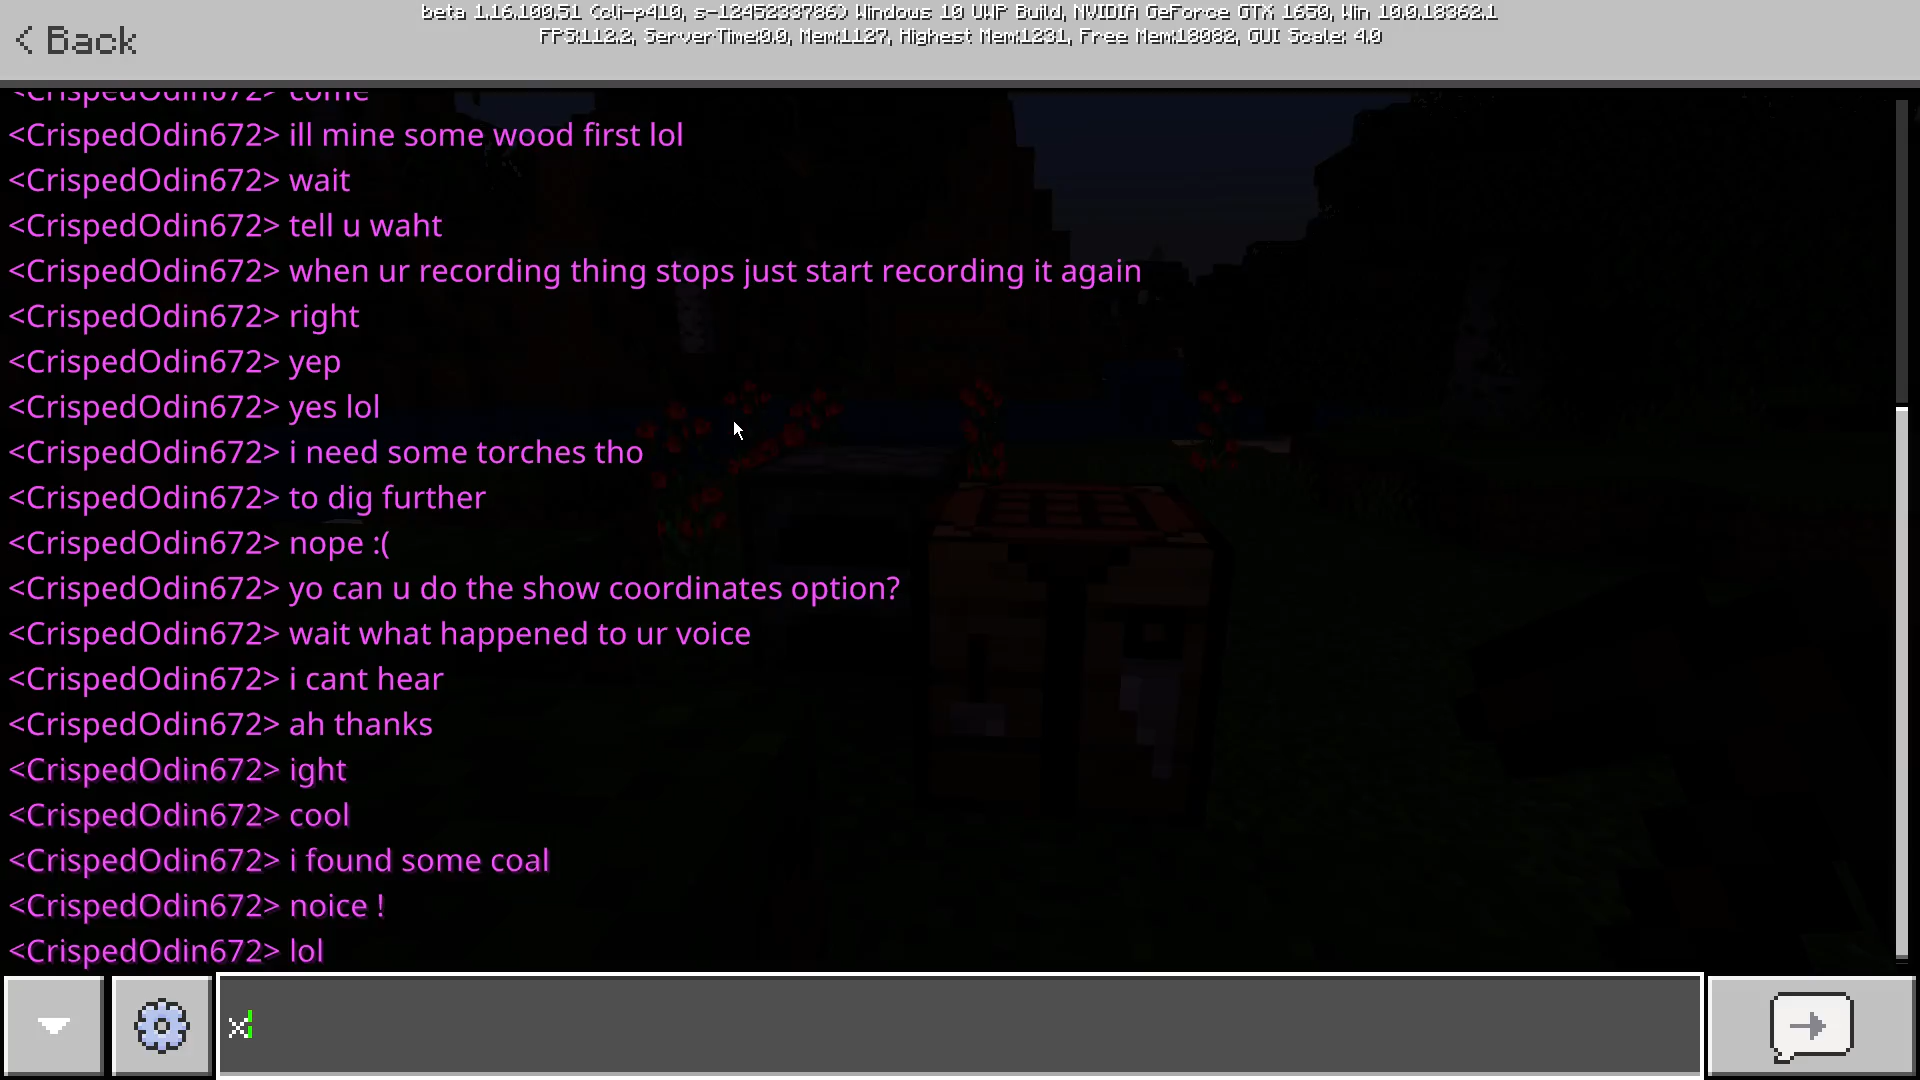 beta 1.16.100.51 (cli-p410, s-1245233786) Windows 10 UWP Build, NVIDIA GeForce GTX 1650, Win 10.0.18362.1
FPS:112.2, ServerTime:0.0, Mem:1127, Highest Mem:1231, Free Mem:18082, GUI Scale: 4.0
< Back
<CrispedOdin672> come
<CrispedOdin672> ill mine some wood first lol
<CrispedOdin672> wait
<CrispedOdin672> tell u waht
<CrispedOdin672> when ur recording thing stops just start recording it again
<CrispedOdin672> right
<CrispedOdin672> yep
<CrispedOdin672> yes lol
<CrispedOdin672> i need some torches tho
<CrispedOdin672> to dig further
<CrispedOdin672> nope :(
<CrispedOdin672> yo can u do the show coordinates option?
<CrispedOdin672> wait what happened to ur voice
<CrispedOdin672> i cant hear
<CrispedOdin672> ah thanks
<CrispedOdin672> ight
<CrispedOdin672> cool
<CrispedOdin672> i found some coal
<CrispedOdin672> noice !
<CrispedOdin672> lol
x